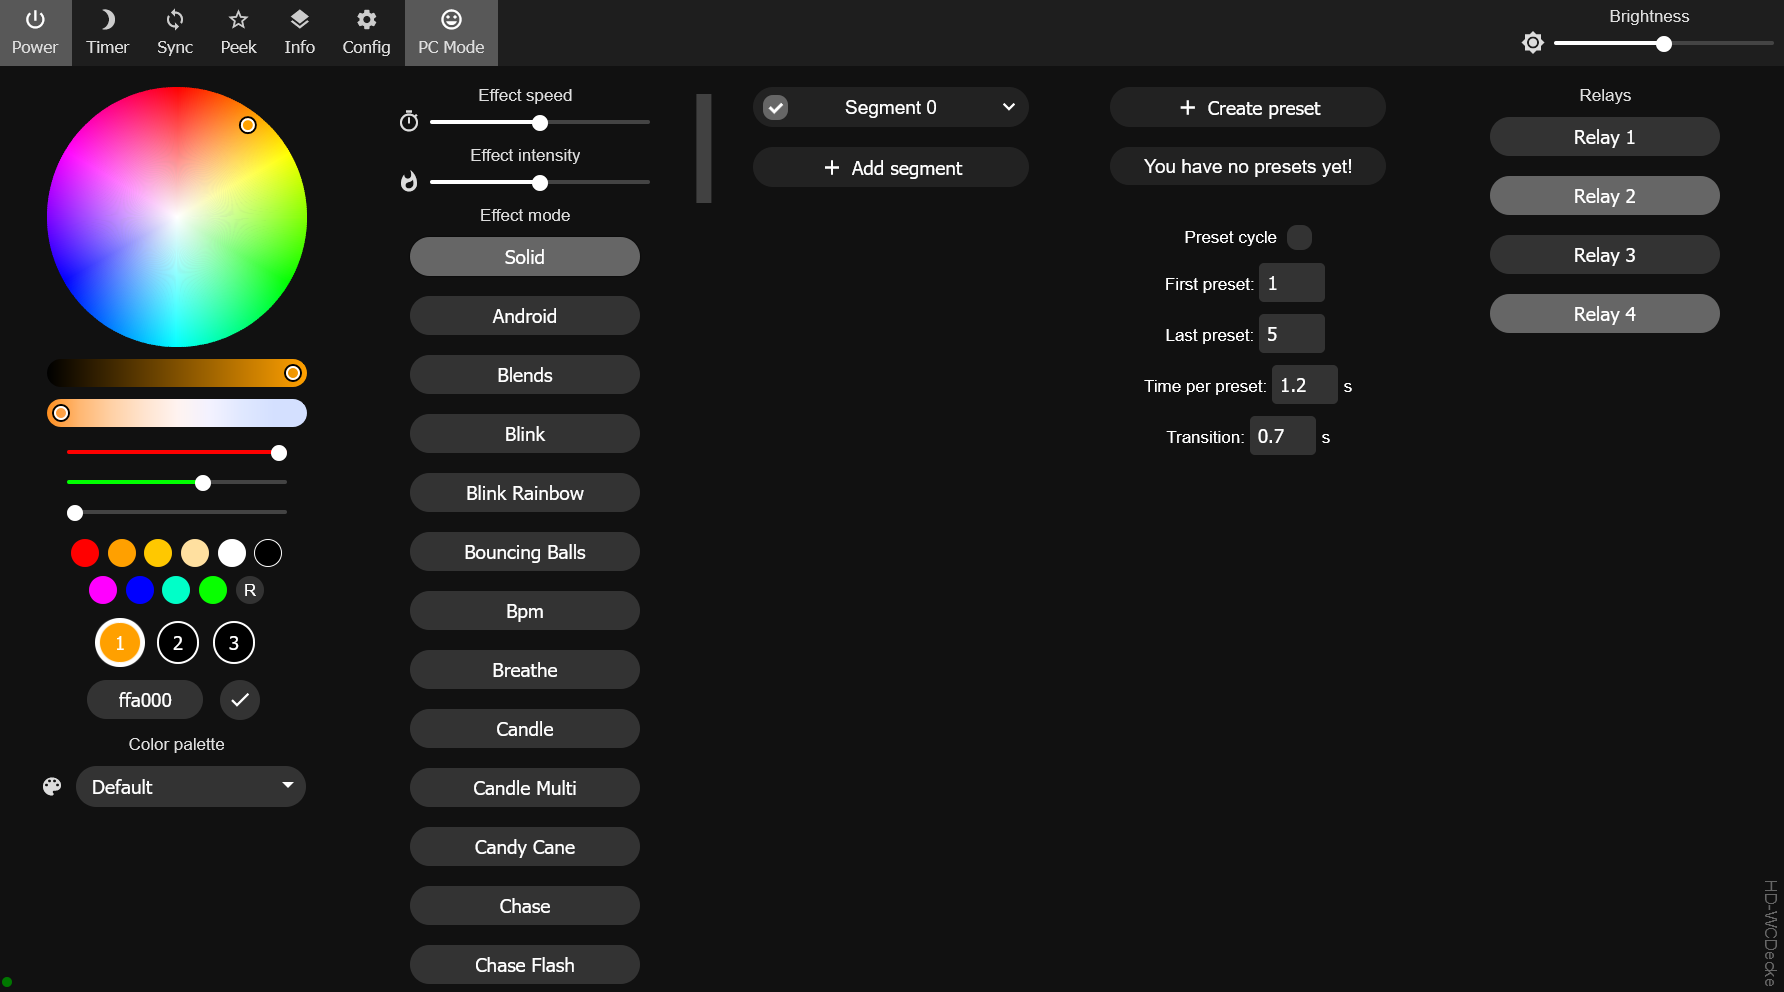 Power
Timer
Sync
Peek
Info
Config
PC Mode
Brightness
R
1
2
3
ffa000
Color palette
Default
Effect speed
Effect intensity
Effect mode
Solid
Android
Blends
Blink
Blink Rainbow
Bouncing Balls
Bpm
Breathe
Candle
Candle Multi
Candy Cane
Chase
Chase Flash
Segment 0
+ Add segment
+ Create preset
You have no presets yet!
Preset cycle
First preset: 1
Last preset: 5
Time per preset: 1.2 s
Transition: 0.7 s
Relays
Relay 1
Relay 2
Relay 3
Relay 4
HD-WCDecke